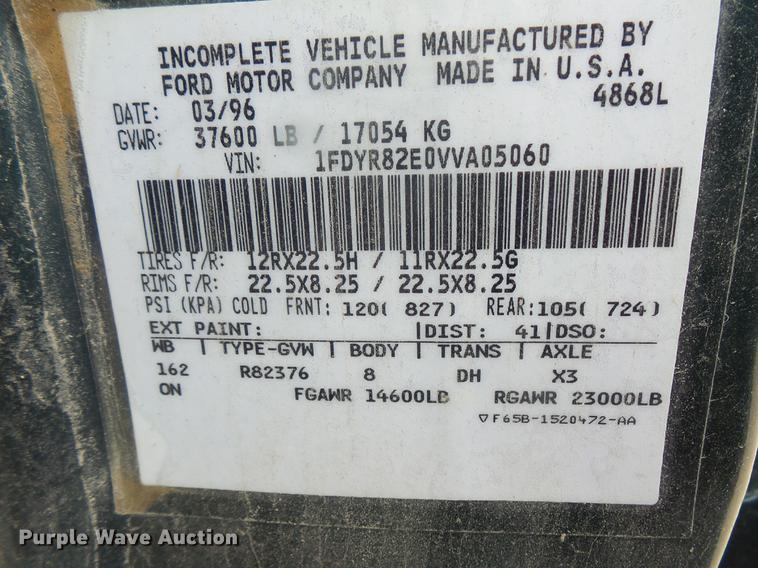 INCOMPLETE VEHICLE MANUFACTURED BY
FORD MOTOR COMPANY MADE IN U.S.A.
4868L
DATE: 03/96
GVWR: 37600 LB / 17054 KG
VIN: 1FDYR82E0VVA05060
TIRES F/R: 12RX22.5H / 11RX22.5G
RIMS F/R: 22.5X8.25 / 22.5X8.25
PSI (KPA) COLD FRNT: 120( 827) REAR: 105( 724)
EXT PAINT: |DIST: 41|DSO:
WB | TYPE-GVW | BODY | TRANS | AXLE
162 R82376 8 DH X3
ON FGAWR 14600LB RGAWR 23000LB
▽F65B-1520472-AA
Purple Wave Auction